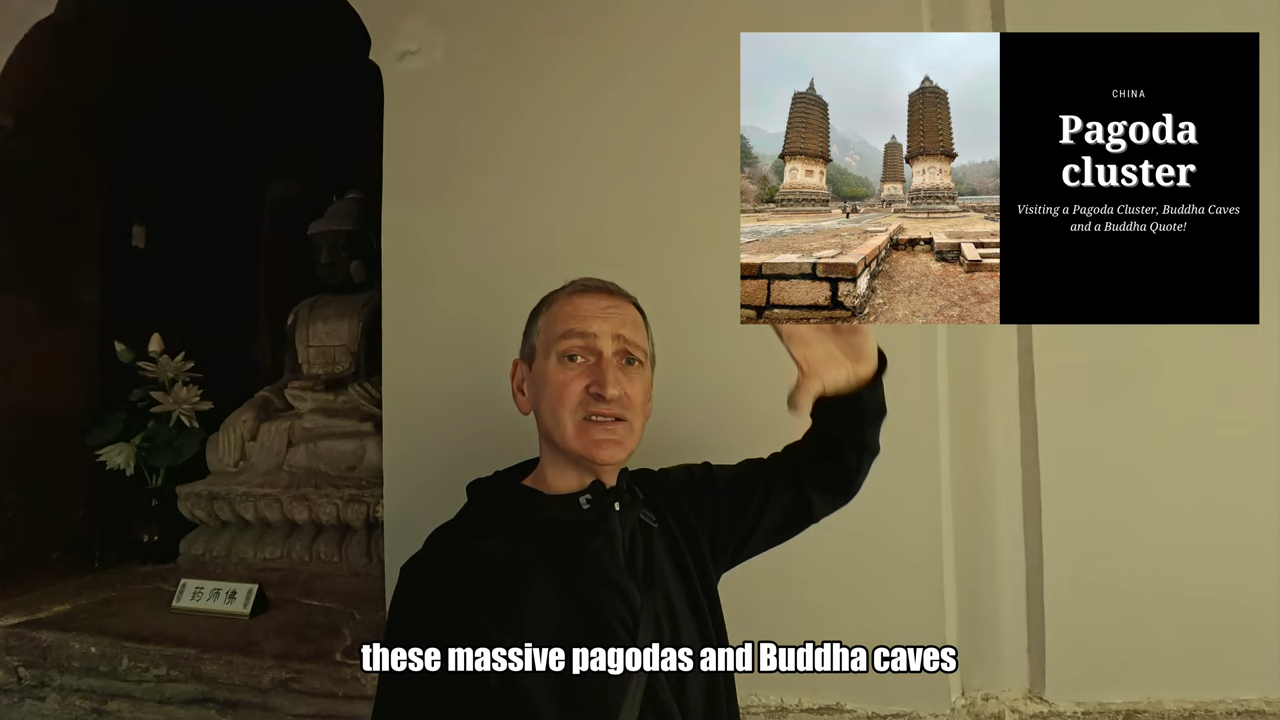 CHINA
Pagoda
cluster
Visiting a Pagoda Cluster, Buddha Caves
and a Buddha Quote!
药师佛
these massive pagodas and Buddha caves